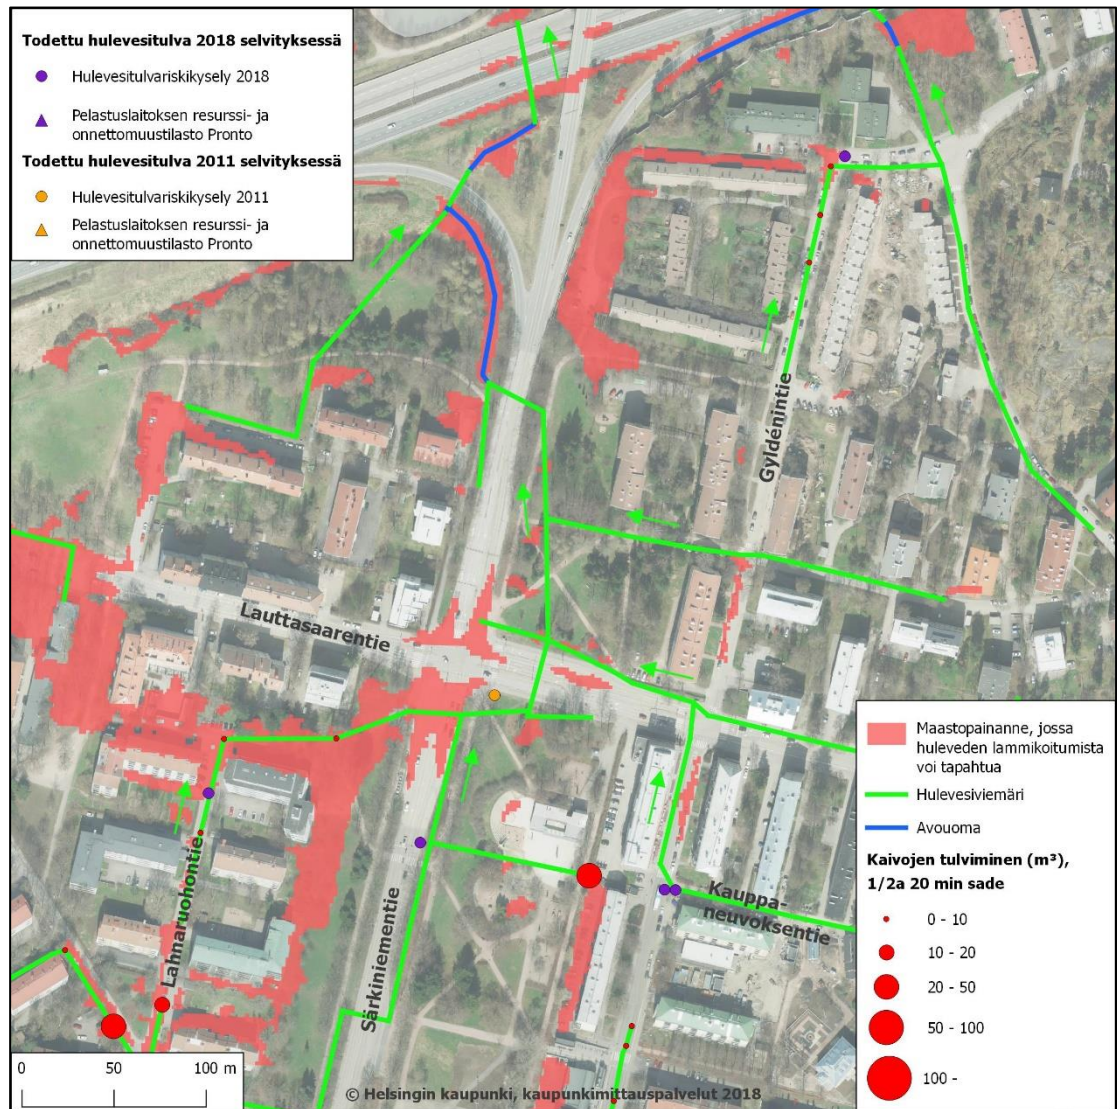 Todettu hulevesitulva 2018 selvityksessä
Hulevesitulvariskikysely 2018
Pelastuslaitoksen resurssi- ja
onnettomuustilasto Pronto
Todettu hulevesitulva 2011 selvityksessä
Hulevesitulvariskikysely 2011
Pelastuslaitoksen resurssi- ja
onnettomuustilasto Pronto
Gyldénintie
Lauttasaarentie
Lahnaruohontie
Särkiniementie
Kauppa-
neuvoksentie
Maastopainanne, jossa
huleveden lammikoitumista
voi tapahtua
Hulevesiviemäri
Avouoma
Kaivojen tulviminen (m³),
1/2a 20 min sade
0 - 10
10 - 20
20 - 50
50 - 100
100 -
0 50 100 m
© Helsingin kaupunki, kaupunkimittauspalvelut 2018